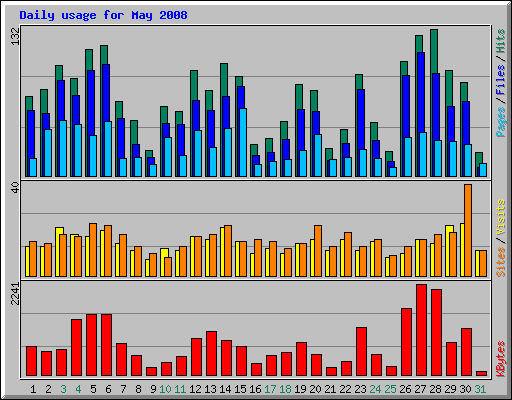 Daily usage for May 2008
132
Pages / Files / Hits
40
Sites / Visits
2241
KBytes
1 2 3 4 5 6 7 8 9 10 11 12 13 14 15 16 17 18 19 20 21 22 23 24 25 26 27 28 29 30 31